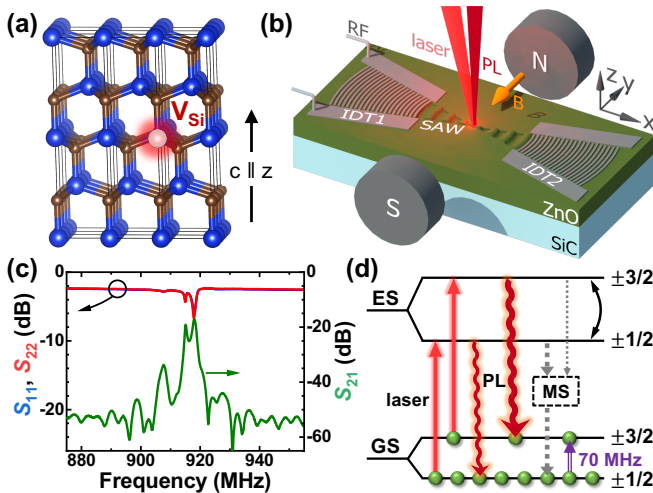 (a)
V_Si
c ∥ z
(b)
RF
laser
PL
N
B
B
z
y
x
IDT1
SAW
IDT2
S
ZnO
SiC
(c)
0
-10
-20
S₁₁, S₂₂ (dB)
0
-20
-40
-60
S₂₁ (dB)
880 900 920 940
Frequency (MHz)
(d)
ES
±3/2
±1/2
laser
PL
MS
GS
±3/2
70 MHz
±1/2